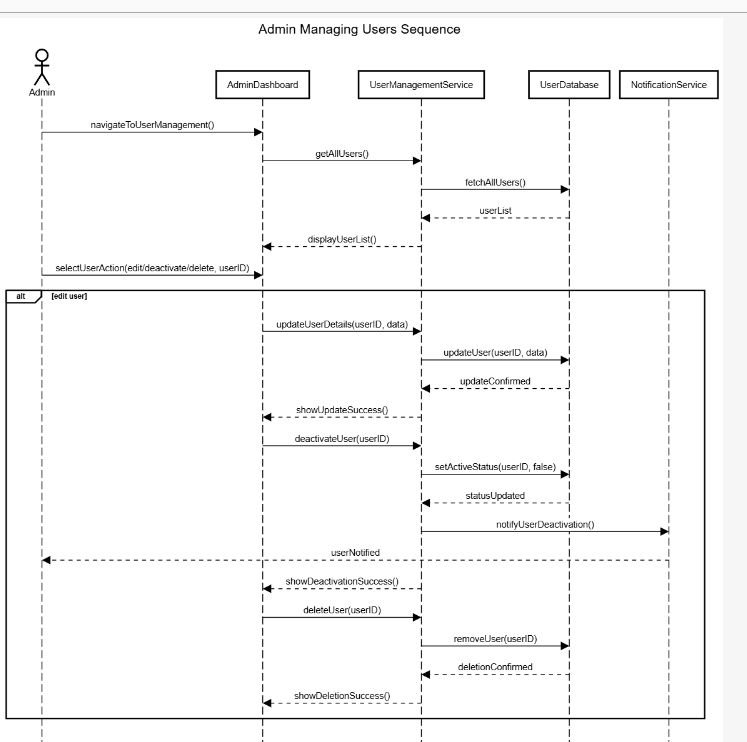 Admin Managing Users Sequence
Admin
AdminDashboard
UserManagementService
UserDatabase
NotificationService
navigateToUserManagement()
getAllUsers()
fetchAllUsers()
userList
displayUserList()
selectUserAction(edit/deactivate/delete, userID)
alt
[edit user]
updateUserDetails(userID, data)
updateUser(userID, data)
updateConfirmed
showUpdateSuccess()
deactivateUser(userID)
setActiveStatus(userID, false)
statusUpdated
notifyUserDeactivation()
userNotified
showDeactivationSuccess()
deleteUser(userID)
removeUser(userID)
deletionConfirmed
showDeletionSuccess()